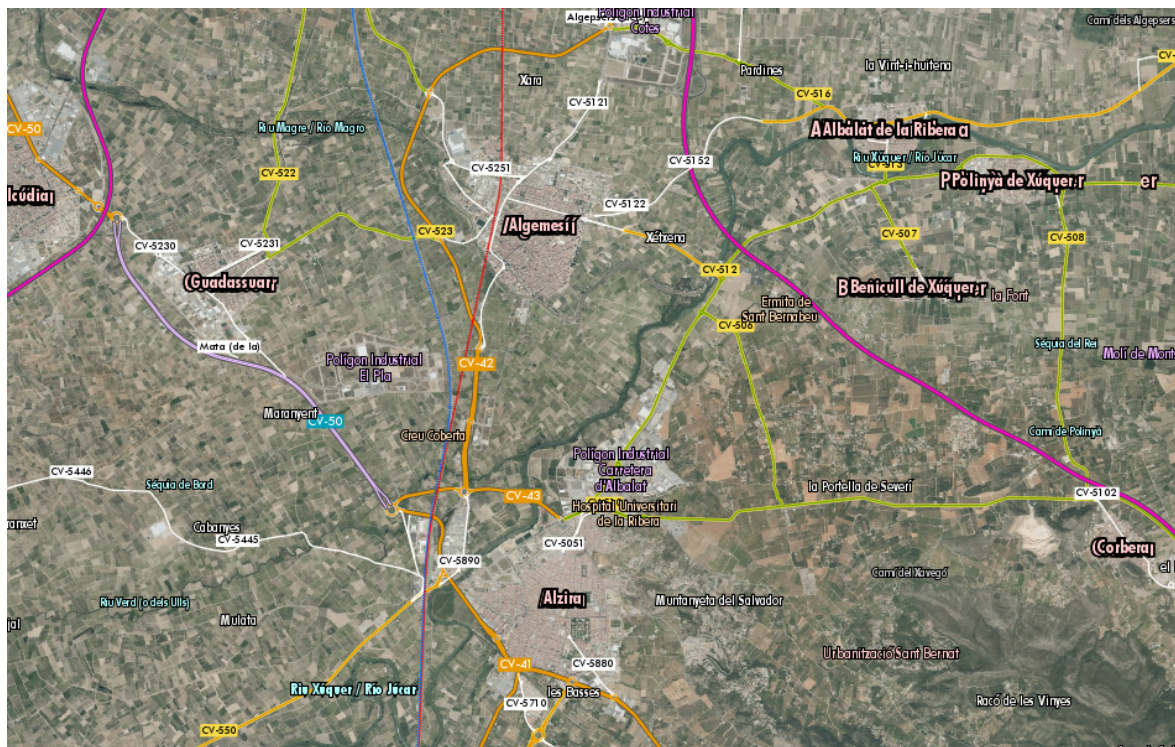 Algepsers
Polígon Industrial
Cotes
Camí dels Algepsers
Xara
Pardines
la Vint-i-huitena
CV-516
CV-50
CV-5121
Riu Magre / Río Magro
Albalat de la Ribera
CV-5251
CV-5152
Riu Xúquer / Río Júcar
CV-522
Polinyà de Xúquer
CV-5122
CV-523
Algemesí
Xétxena
CV-507
CV-508
CV-5230
CV-5231
CV-512
Guadassuar
Benicull de Xúquer
la Font
Ermita de
Sant Bernabeu
CV-506
Mata (de la)
Séquia del Rei
Polígon Industrial
El Pla
CV-42
Maranyent
CV-50
Creu Coberta
Camí de Polinyà
Polígon Industrial
Carretera
d'Albalat
CV-5446
Séquia de Bord
la Portella de Severí
CV-5102
CV-43
Hospital Universitari
de la Ribera
Cabanyes
CV-5445
CV-5051
Corbera
CV-5890
Camí del Xavegó
Riu Verd (o dels Ulls)
Alzira
Muntanyeta del Salvador
Mulata
Urbanització Sant Bernat
CV-41
CV-5880
Riu Xúquer / Río Júcar
les Basses
CV-5710
Racó de les Vinyes
CV-550